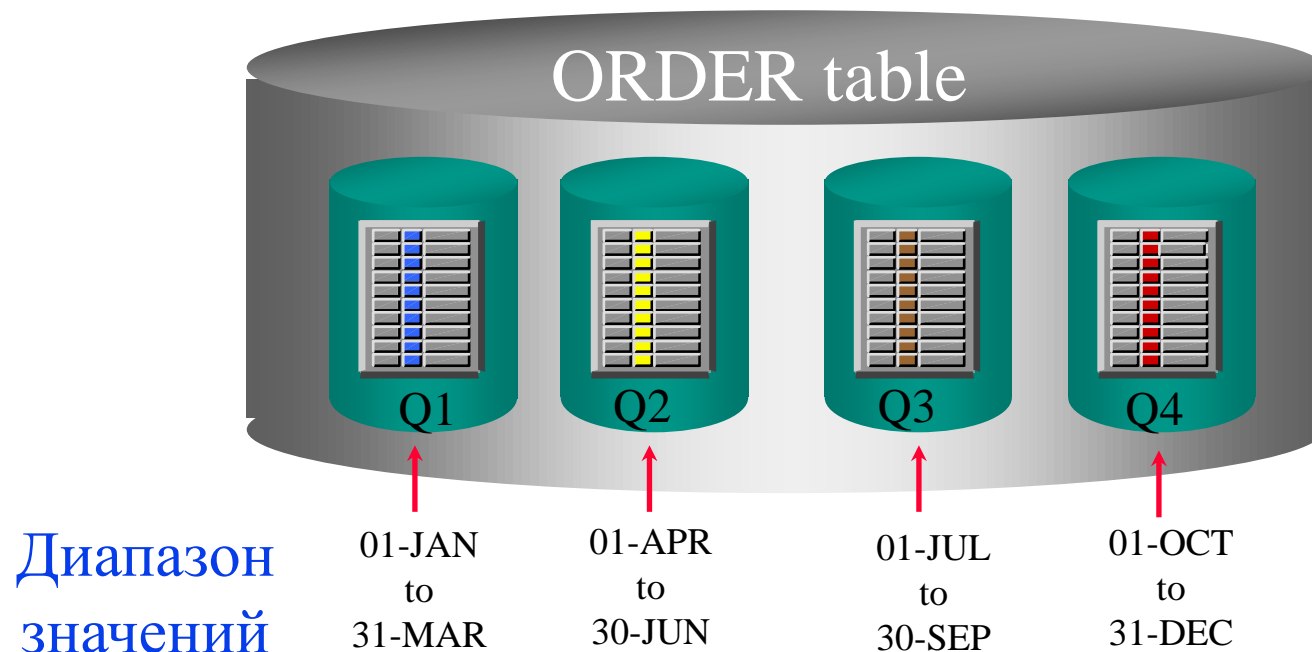 ORDER table
Q1 Q2 Q3 Q4
Диапазон
значений
01-JAN
to
31-MAR
01-APR
to
30-JUN
01-JUL
to
30-SEP
01-OCT
to
31-DEC